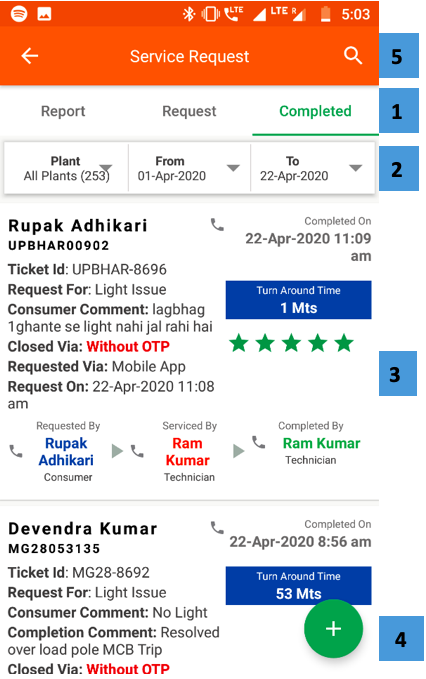 LTE LTE R 5:03
Service Request
5
Report Request Completed
1
Plant From To
All Plants (253) 01-Apr-2020 22-Apr-2020
2
Rupak Adhikari
UPBHAR00902
Completed On
22-Apr-2020 11:09
am
Ticket Id: UPBHAR-8696
Request For: Light Issue
Consumer Comment: lagbhag
1ghante se light nahi jal rahi hai
Closed Via: Without OTP
Requested Via: Mobile App
Request On: 22-Apr-2020 11:08
am
Turn Around Time
1 Mts
3
Requested By
Rupak
Adhikari
Consumer
Serviced By
Ram
Kumar
Technician
Completed By
Ram Kumar
Technician
Devendra Kumar
MG28053135
Completed On
22-Apr-2020 8:56 am
Ticket Id: MG28-8692
Request For: Light Issue
Consumer Comment: No Light
Completion Comment: Resolved
over load pole MCB Trip
Closed Via: Without OTP
Turn Around Time
53 Mts
+
4